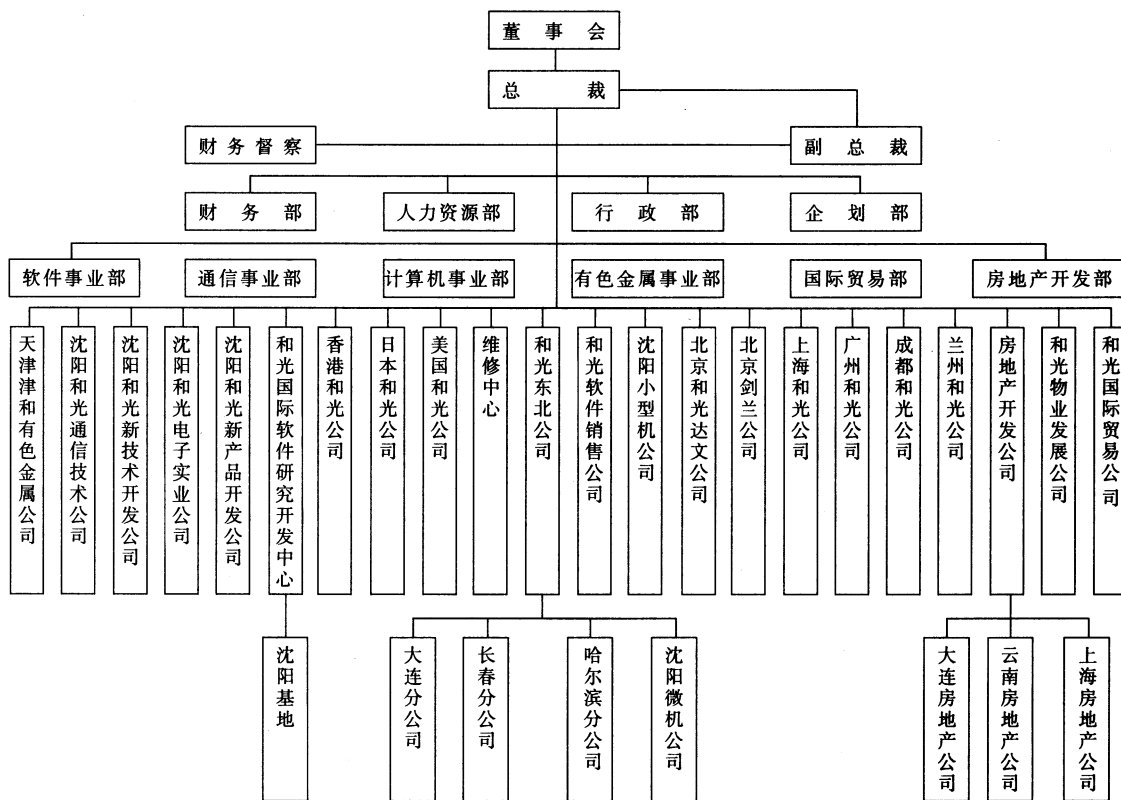 董事会
总裁
财务督察
副总裁
财务部
人力资源部
行政部
企划部
软件事业部
通信事业部
计算机事业部
有色金属事业部
国际贸易部
房地产开发部
天津津和有色金属公司
沈阳和光通信技术公司
沈阳和光新技术开发公司
沈阳和光电子实业公司
沈阳和光新产品开发公司
和光国际软件研究开发中心
香港和光公司
日本和光公司
美国和光公司
维修中心
和光东北公司
和光软件销售公司
沈阳小型机公司
北京和光达文公司
北京剑兰公司
上海和光公司
广州和光公司
成都和光公司
兰州和光公司
房地产开发公司
和光物业发展公司
和光国际贸易公司
沈阳基地
大连分公司
长春分公司
哈尔滨分公司
沈阳微机公司
大连房地产公司
云南房地产公司
上海房地产公司